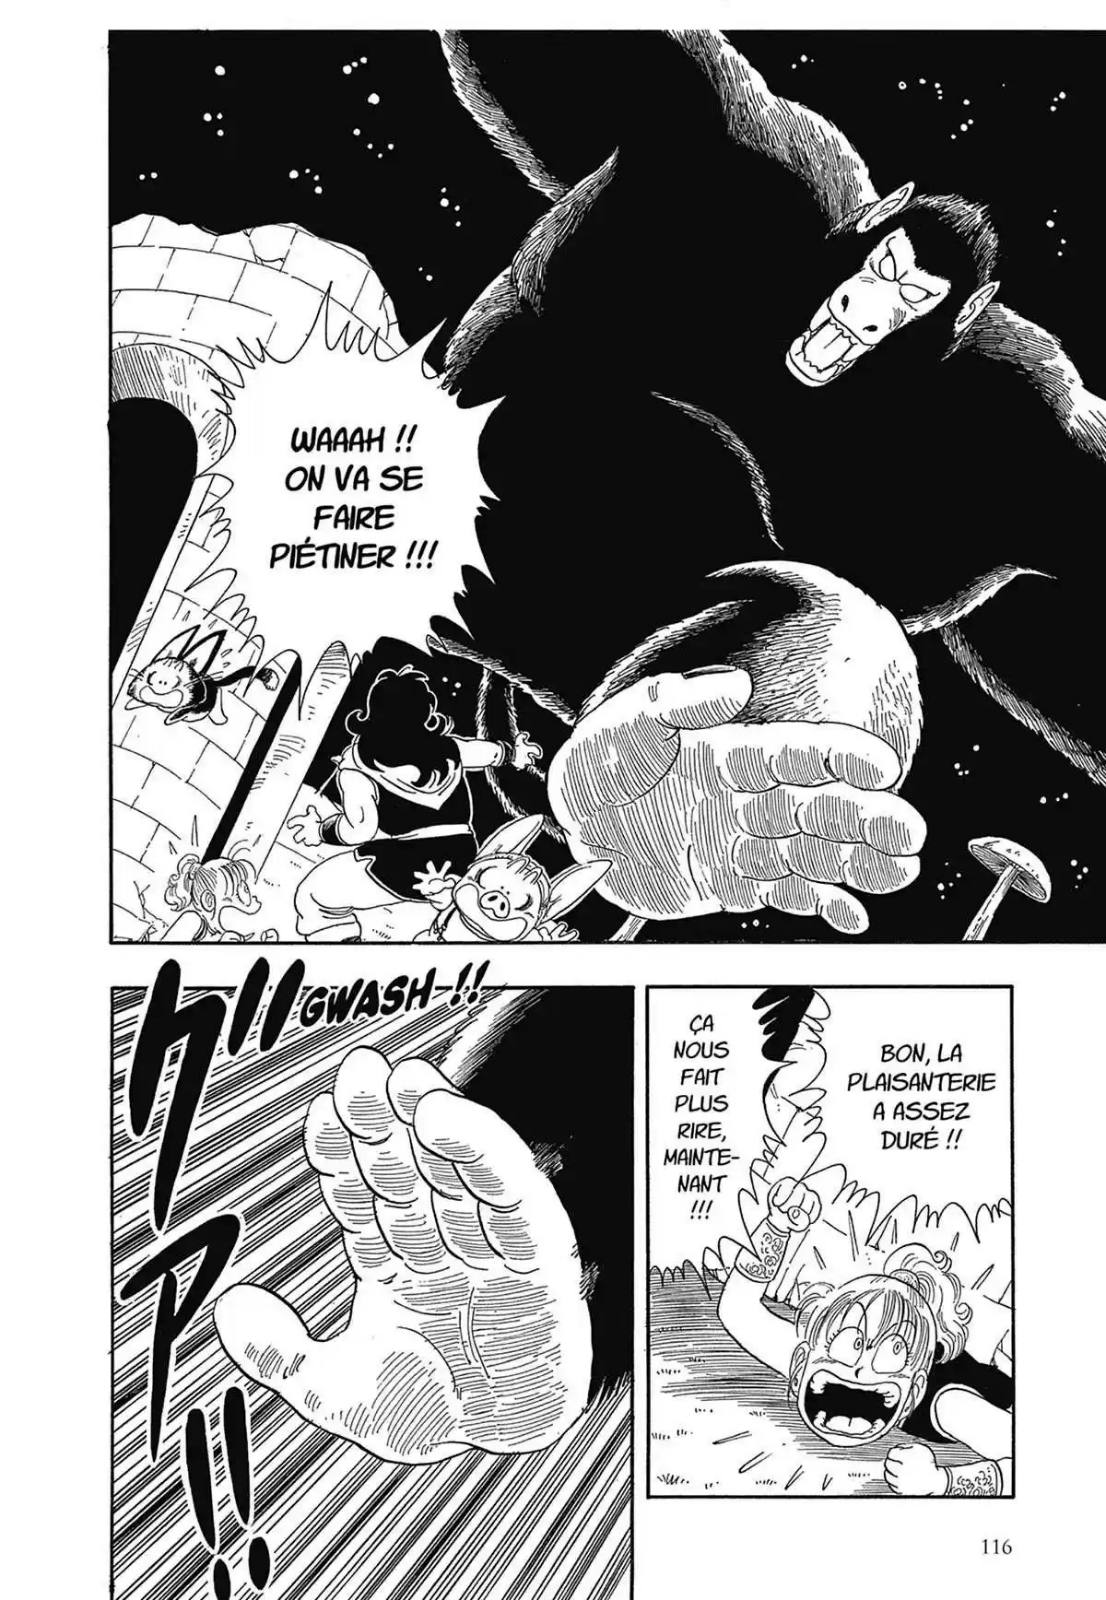 WAAAH !!
ON VA SE
FAIRE
PIÉTINER !!!
BON, LA
PLAISANTERIE
A ASSEZ
DURÉ !!
ÇA
NOUS
FAIT
PLUS
RIRE,
MAINTE-
NANT
!!!
GWASH !!
116